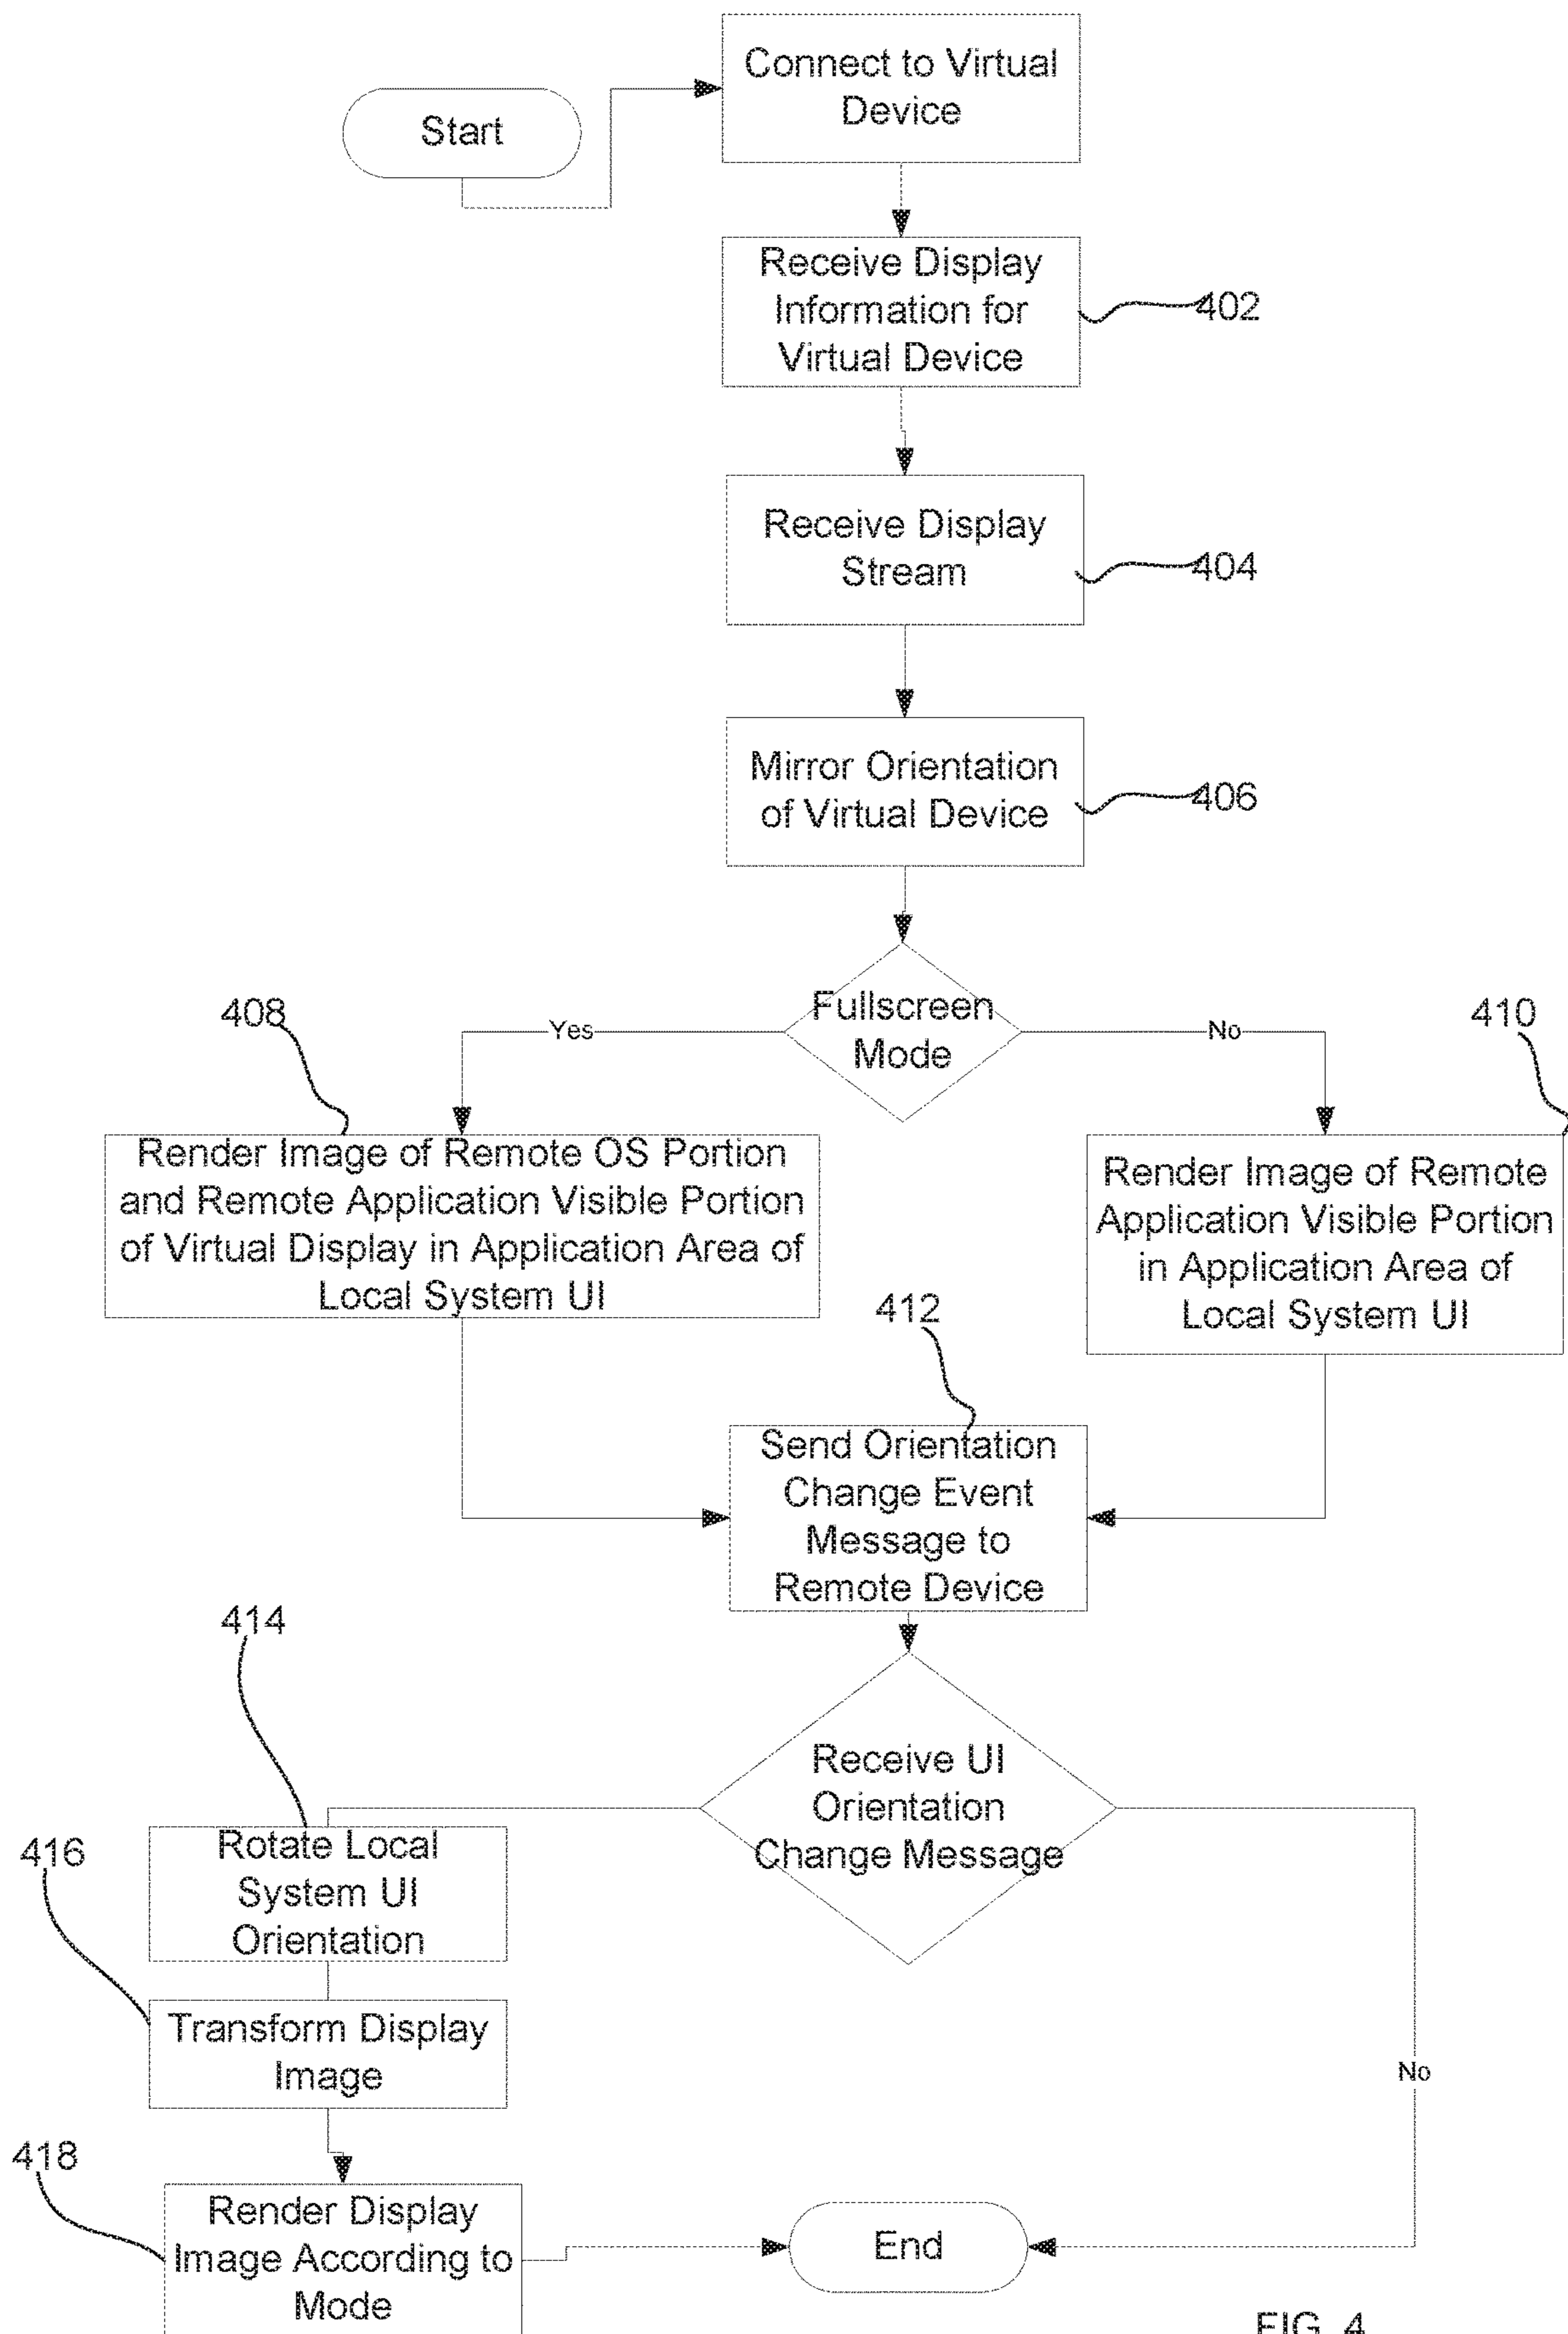 Connect to Virtual
Device
Start
Receive Display
Information for
Virtual Device
402
Receive Display
Stream
404
Mirror Orientation
of Virtual Device
406
Fullscreen
Mode
Yes
No
408
410
Render Image of Remote OS Portion
and Remote Application Visible Portion
of Virtual Display in Application Area of
Local System UI
Render Image of Remote
Application Visible Portion
in Application Area of
Local System UI
412
Send Orientation
Change Event
Message to
Remote Device
414
Receive UI
Orientation
Change Message
416
Rotate Local
System UI
Orientation
Transform Display
Image
No
418
Render Display
Image According to
Mode
End
FIG. 4